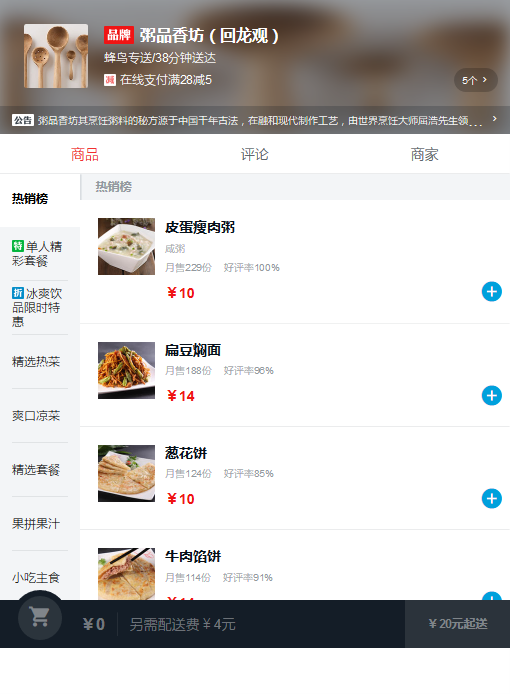 品牌 粥品香坊（回龙观）
蜂鸟专送/38分钟送达
减 在线支付满28减5
5个 >
公告 粥品香坊其烹饪粥料的秘方源于中国千年古法，在融和现代制作工艺，由世界烹饪大师屈浩先生领... >
商品 评论 商家
热销榜
特 单人精
彩套餐
折 冰爽饮
品限时特
惠
精选热菜
爽口凉菜
精选套餐
果拼果汁
小吃主食
热销榜
皮蛋瘦肉粥
咸粥
月售229份 好评率100%
￥10
扁豆焖面
月售188份 好评率96%
￥14
葱花饼
月售124份 好评率85%
￥10
牛肉馅饼
月售114份 好评率91%
￥0 另需配送费￥4元 ￥20元起送